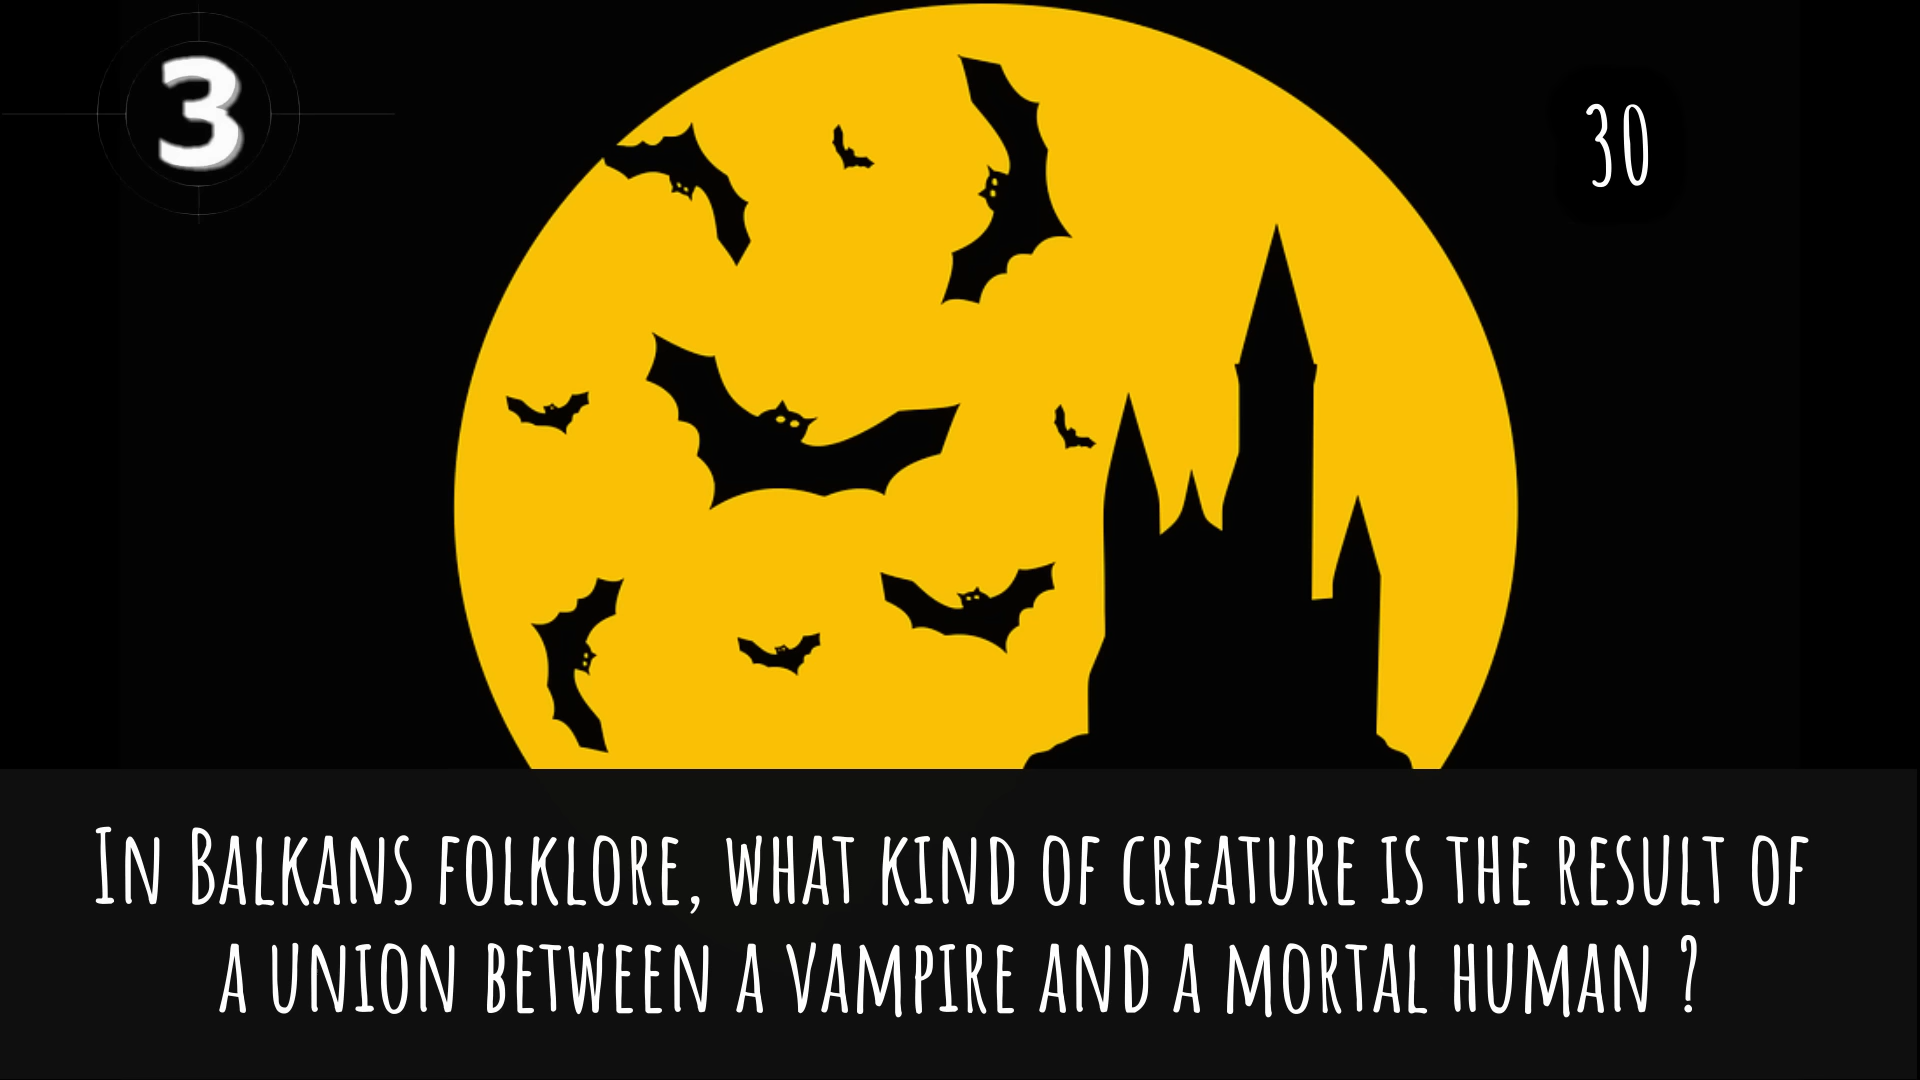 3
30
In Balkans folklore, what kind of creature is the result of
a union between a vampire and a mortal human ?